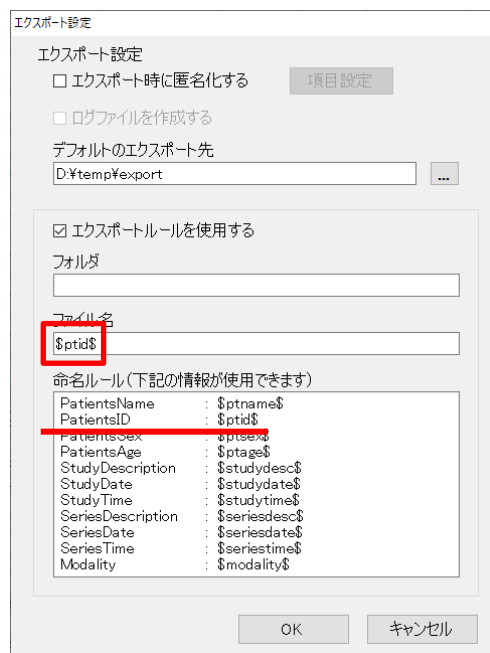 エクスポート設定
エクスポート設定
エクスポート時に匿名化する
項目設定
ログファイルを作成する
デフォルトのエクスポート先
D:¥temp¥export
...
エクスポートルールを使用する
フォルダ
ファイル名
$ptid$
命名ルール(下記の情報が使用できます)
PatientsName : $ptname$
PatientsID : $ptid$
PatientsSex : $ptsex$
PatientsAge : $ptage$
StudyDescription : $studydesc$
StudyDate : $studydate$
StudyTime : $studytime$
SeriesDescription : $seriesdesc$
SeriesDate : $seriesdate$
SeriesTime : $seriestime$
Modality : $modality$
OK
キャンセル